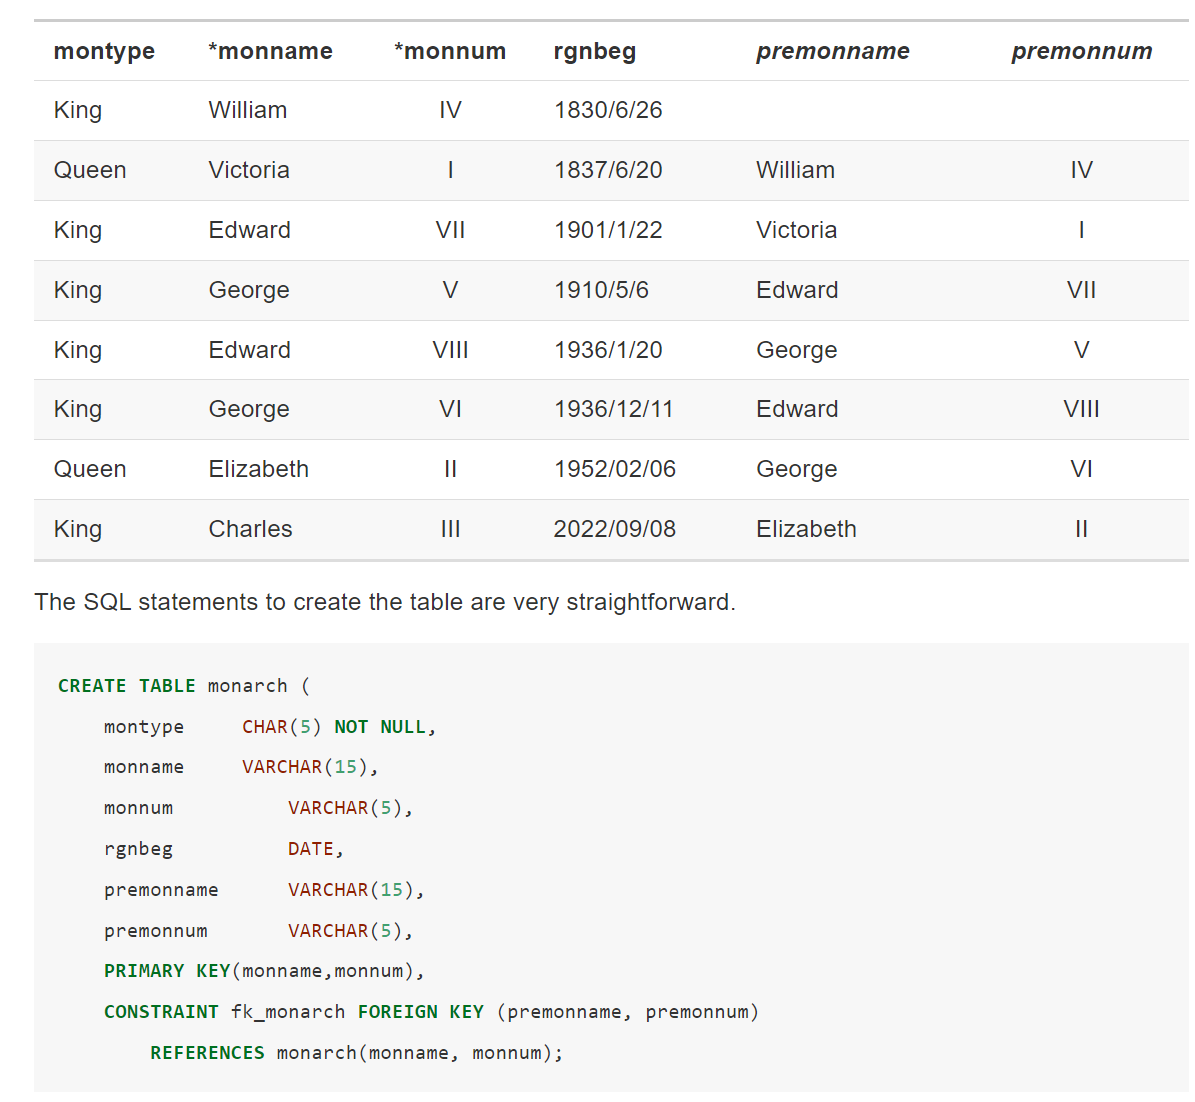 montype *monname *monnum rgnbeg premonname premonnum
King William IV 1830/6/26
Queen Victoria I 1837/6/20 William IV
King Edward VII 1901/1/22 Victoria I
King George V 1910/5/6 Edward VII
King Edward VIII 1936/1/20 George V
King George VI 1936/12/11 Edward VIII
Queen Elizabeth II 1952/02/06 George VI
King Charles III 2022/09/08 Elizabeth II
The SQL statements to create the table are very straightforward.
CREATE TABLE monarch (
montype CHAR(5) NOT NULL,
monname VARCHAR(15),
monnum VARCHAR(5),
rgnbeg DATE,
premonname VARCHAR(15),
premonnum VARCHAR(5),
PRIMARY KEY(monname,monnum),
CONSTRAINT fk_monarch FOREIGN KEY (premonname, premonnum)
REFERENCES monarch(monname, monnum);